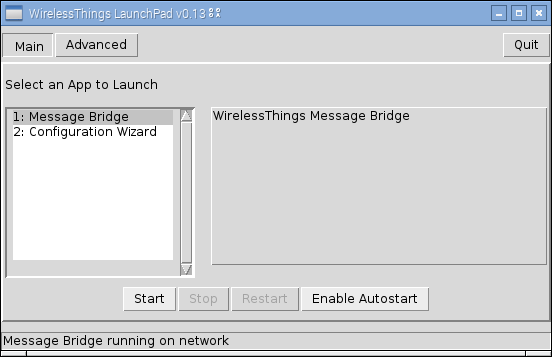 WirelessThings LaunchPad v0.13
Main Advanced Quit
Select an App to Launch
1: Message Bridge
2: Configuration Wizard
WirelessThings Message Bridge
Start Stop Restart Enable Autostart
Message Bridge running on network